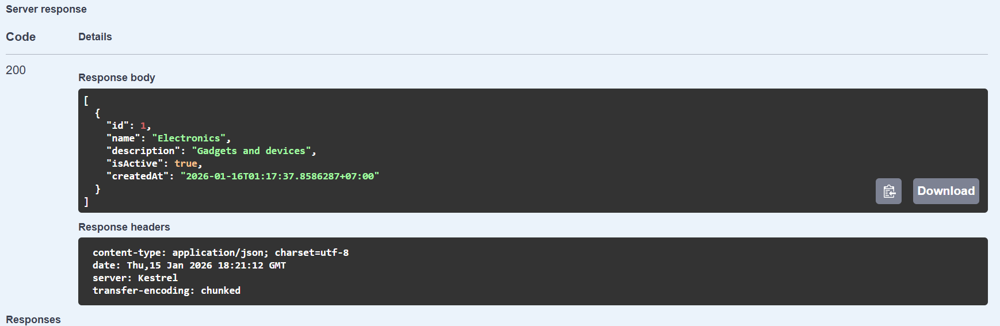 Server response
Code Details
200
Response body
[
  {
    "id": 1,
    "name": "Electronics",
    "description": "Gadgets and devices",
    "isActive": true,
    "createdAt": "2026-01-16T01:17:37.8586287+07:00"
  }
]
Download
Response headers
content-type: application/json; charset=utf-8
date: Thu,15 Jan 2026 18:21:12 GMT
server: Kestrel
transfer-encoding: chunked
Responses